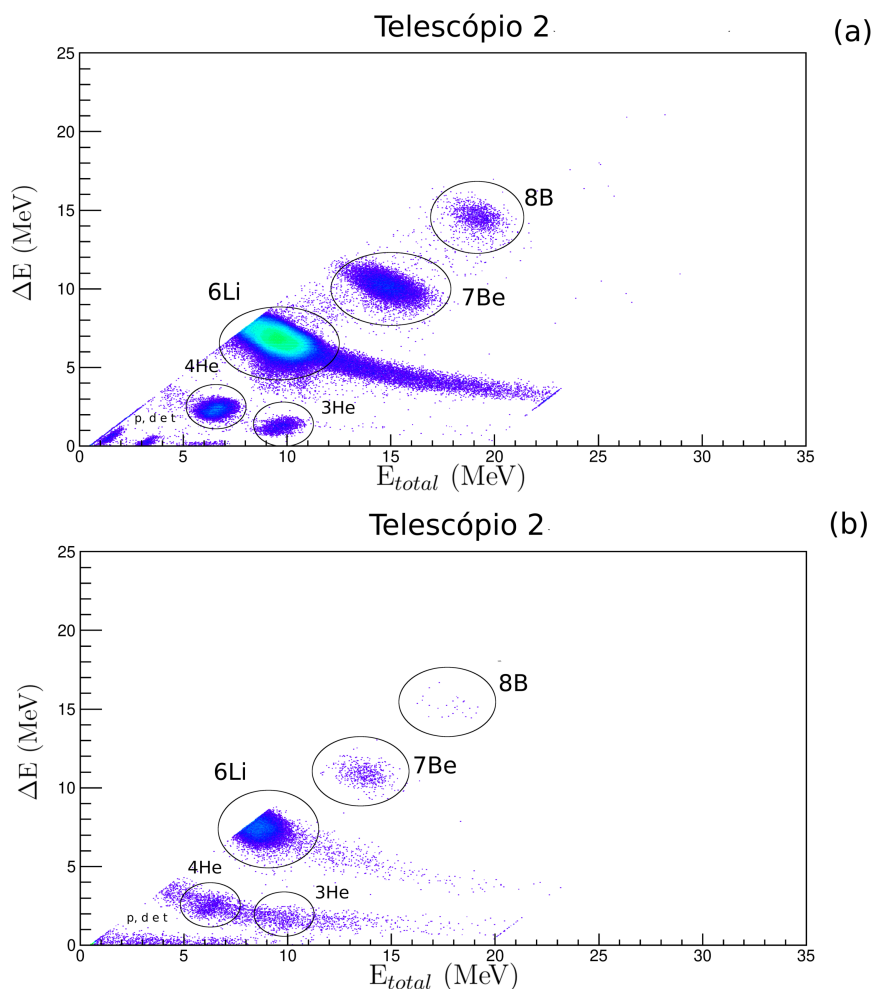 Telescópio 2
(a)
25
20
15
10
5
0
ΔE (MeV)
8B
7Be
6Li
4He
3He
p, d e t
0 5 10 15 20 25 30 35
E_total (MeV)
Telescópio 2
(b)
25
20
15
10
5
0
ΔE (MeV)
8B
7Be
6Li
4He
3He
p, d e t
0 5 10 15 20 25 30 35
E_total (MeV)